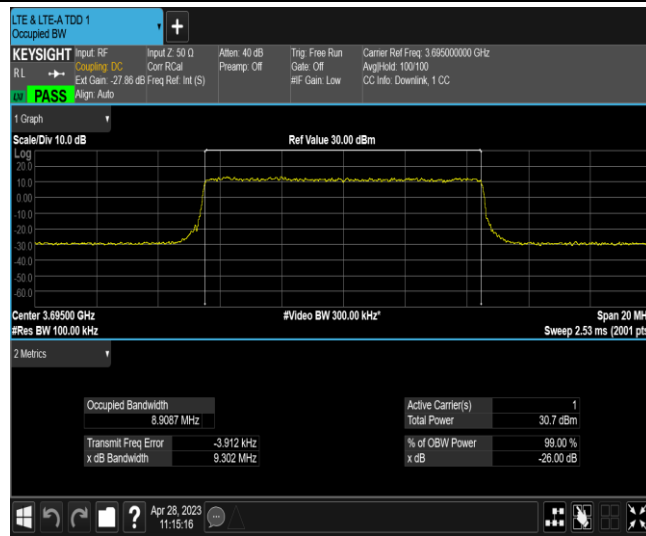 LTE & LTE-A TDD 1
Occupied BW
KEYSIGHT
RL
PASS
Input: RF
Coupling: DC
Ext Gain: -27.86 dB
Align: Auto
Input Z: 50 Ω
Corr RCal
Freq Ref: Int (S)
Atten: 40 dB
Preamp: Off
Trig: Free Run
Gate: Off
#IF Gain: Low
Carrier Ref Freq: 3.695000000 GHz
Avg|Hold: 100/100
CC Info: Downlink, 1 CC
1 Graph
Scale/Div 10.0 dB
Ref Value 30.00 dBm
Log
20.0
10.0
0.00
-10.0
-20.0
-30.0
-40.0
-50.0
-60.0
Center 3.69500 GHz
#Video BW 300.00 kHz*
Span 20 MH
#Res BW 100.00 kHz
Sweep 2.53 ms (2001 pts
2 Metrics
Occupied Bandwidth
8.9087 MHz
Active Carrier(s) 1
Total Power 30.7 dBm
Transmit Freq Error -3.912 kHz
x dB Bandwidth 9.302 MHz
% of OBW Power 99.00 %
x dB -26.00 dB
?
Apr 28, 2023
11:15:16